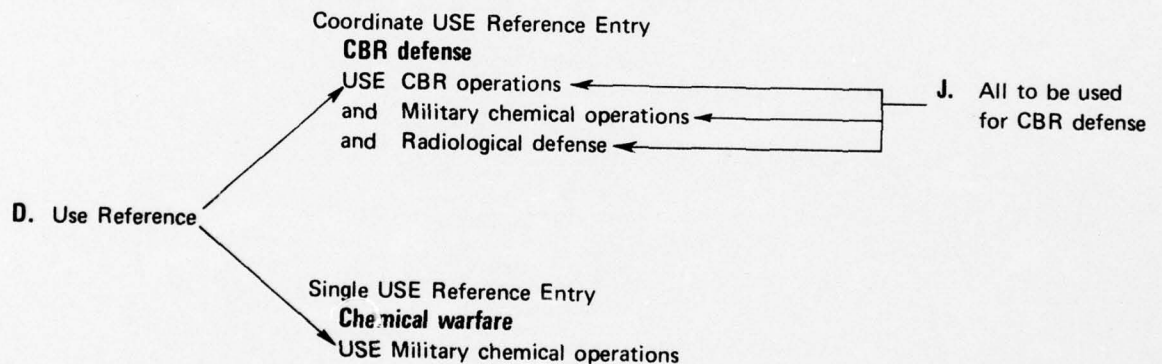 Coordinate USE Reference Entry
CBR defense
USE CBR operations
and Military chemical operations
and Radiological defense
J. All to be used
for CBR defense
D. Use Reference
Single USE Reference Entry
Chemical warfare
USE Military chemical operations